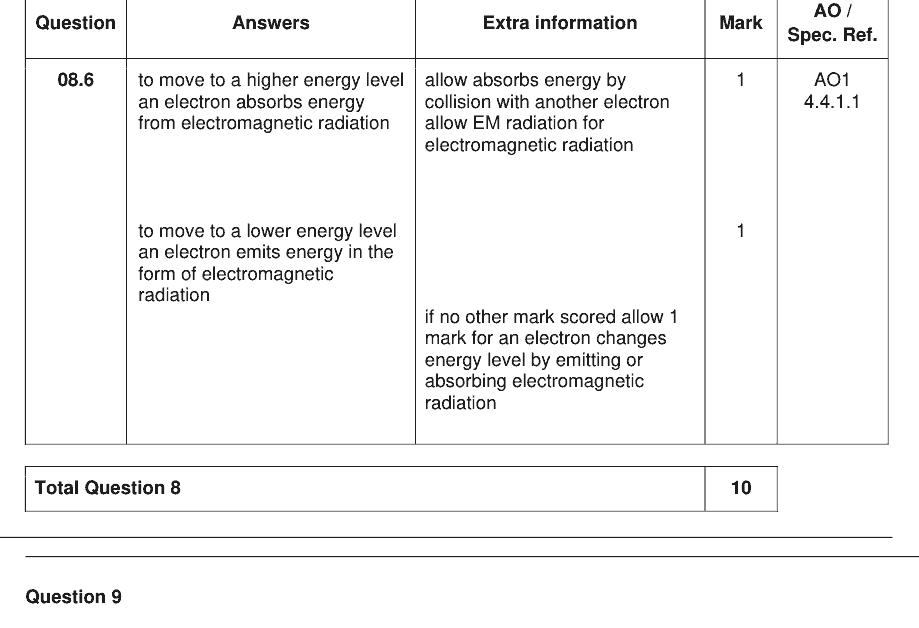 Question Answers Extra information Mark AO /
Spec. Ref.
08.6 to move to a higher energy level allow absorbs energy by 1 AO1
an electron absorbs energy collision with another electron 4.4.1.1
from electromagnetic radiation allow EM radiation for
electromagnetic radiation
to move to a lower energy level 1
an electron emits energy in the
form of electromagnetic
radiation
if no other mark scored allow 1
mark for an electron changes
energy level by emitting or
absorbing electromagnetic
radiation
Total Question 8 10
Question 9